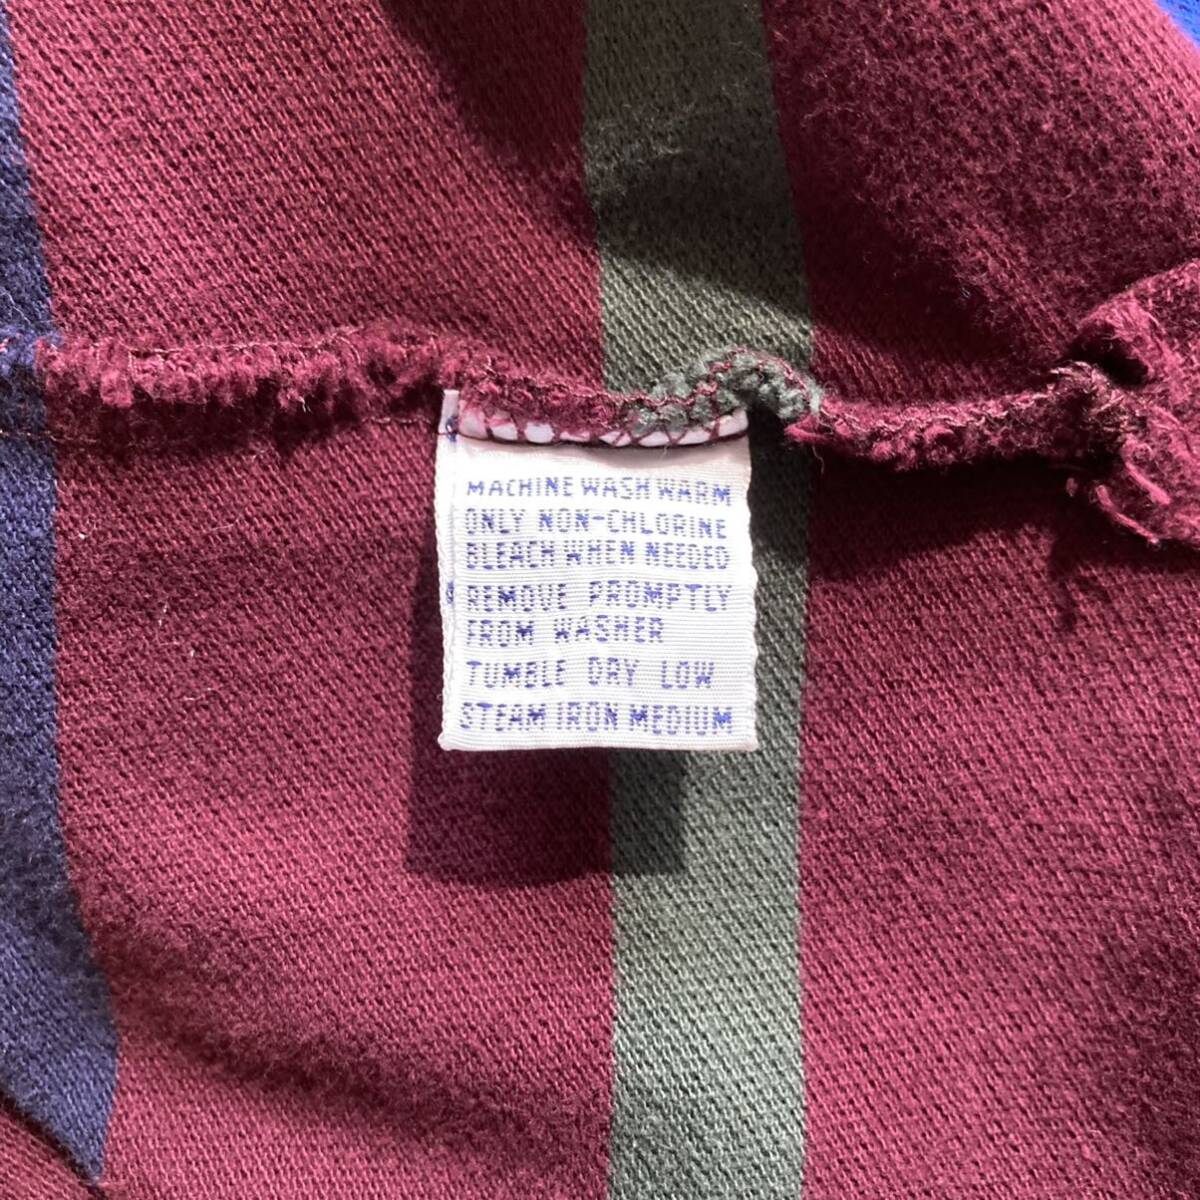 MACHINE WASH WARM
ONLY NON-CHLORINE
BLEACH WHEN NEEDED
REMOVE PROMPTLY
FROM WASHER
TUMBLE DRY LOW
STEAM IRON MEDIUM